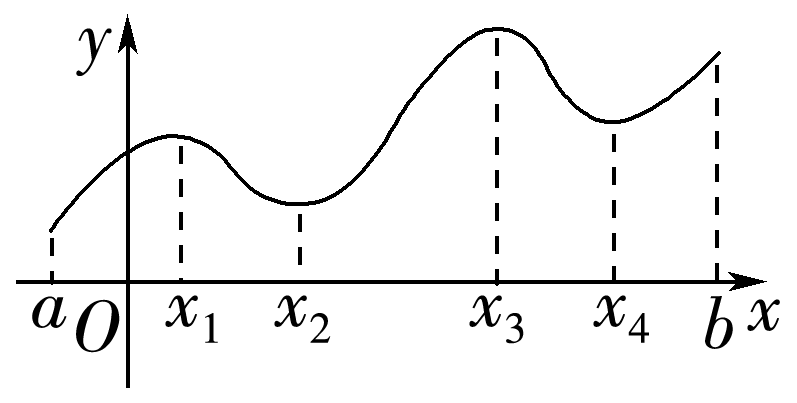 y
a O x₁ x₂ x₃ x₄ b x